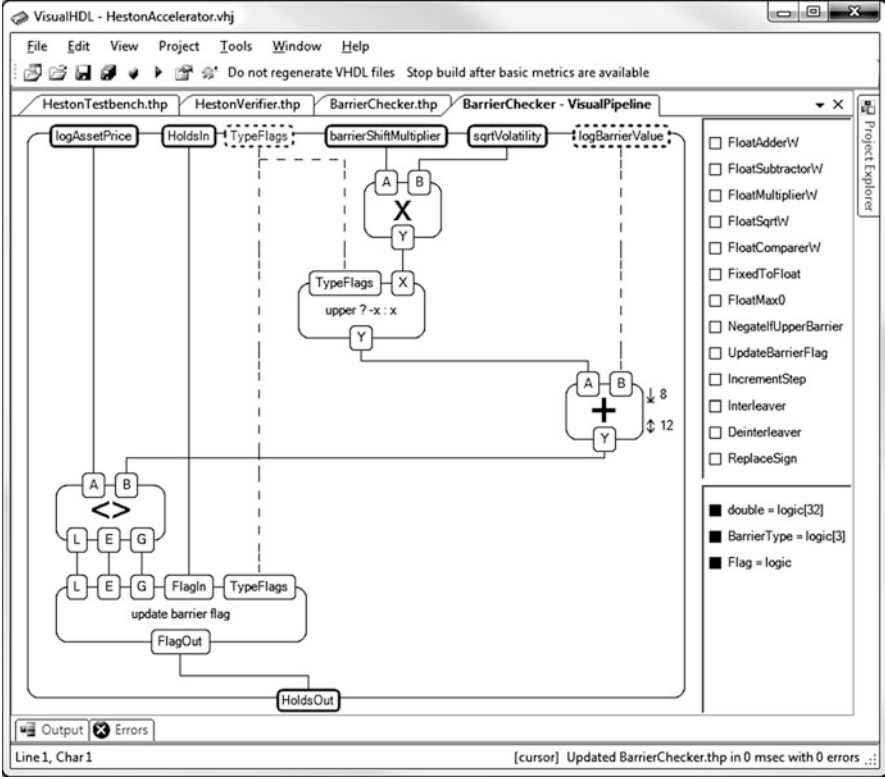 VisualHDL - HestonAccelerator.vhj
File Edit View Project Tools Window Help
Do not regenerate VHDL files Stop build after basic metrics are available
HestonTestbench.thp HestonVerifier.thp BarrierChecker.thp BarrierChecker - VisualPipeline
Project Explorer
logAssetPrice HoldsIn TypeFlags barrierShiftMultiplier sqrtVolatility logBarrierValue
A B
X
Y
TypeFlags X
upper ? -x : x
Y
A B
8
+
12
Y
A B
<>
L E G
L E G FlagIn TypeFlags
update barrier flag
FlagOut
HoldsOut
FloatAdderW
FloatSubtractorW
FloatMultiplierW
FloatSqrtW
FloatComparerW
FixedToFloat
FloatMax0
NegateIfUpperBarrier
UpdateBarrierFlag
IncrementStep
Interleaver
Deinterleaver
ReplaceSign
double = logic[32]
BarrierType = logic[3]
Flag = logic
Output Errors
Line 1, Char 1 [cursor] Updated BarrierChecker.thp in 0 msec with 0 errors